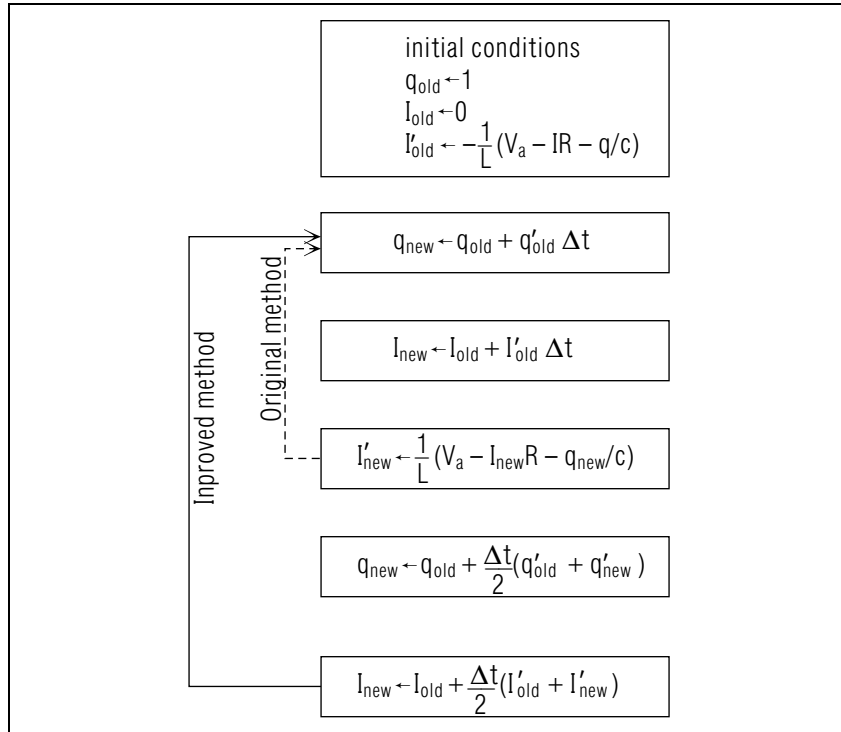 initial conditions
q_old ← 1
I_old ← 0
I′_old ← −1/L (V_a − IR − q/c)
q_new ← q_old + q′_old Δt
I_new ← I_old + I′_old Δt
I′_new ← 1/L (V_a − I_new R − q_new/c)
q_new ← q_old + Δt/2 (q′_old + q′_new)
I_new ← I_old + Δt/2 (I′_old + I′_new)
Inproved method
Original method